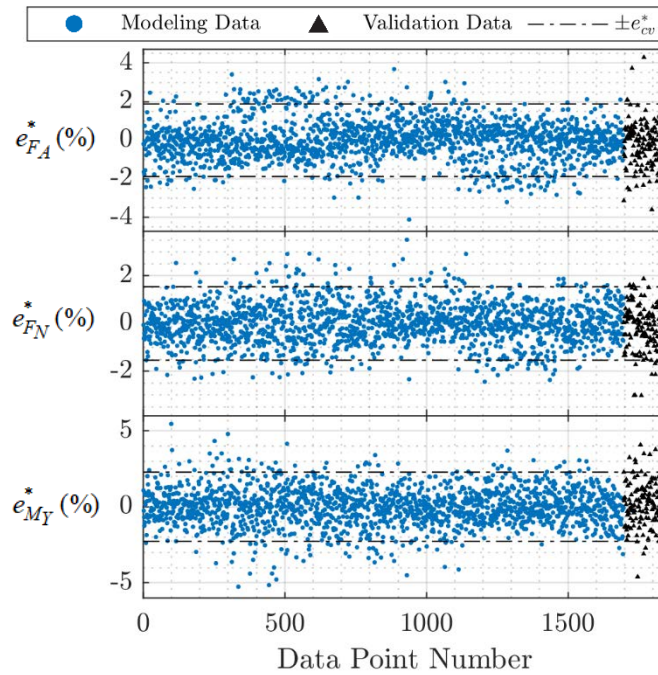 Modeling Data Validation Data ±e*cv
4
2
e*FA (%) 0
-2
-4
2
e*FN (%) 0
-2
5
e*MY (%) 0
-5
0 500 1000 1500
Data Point Number